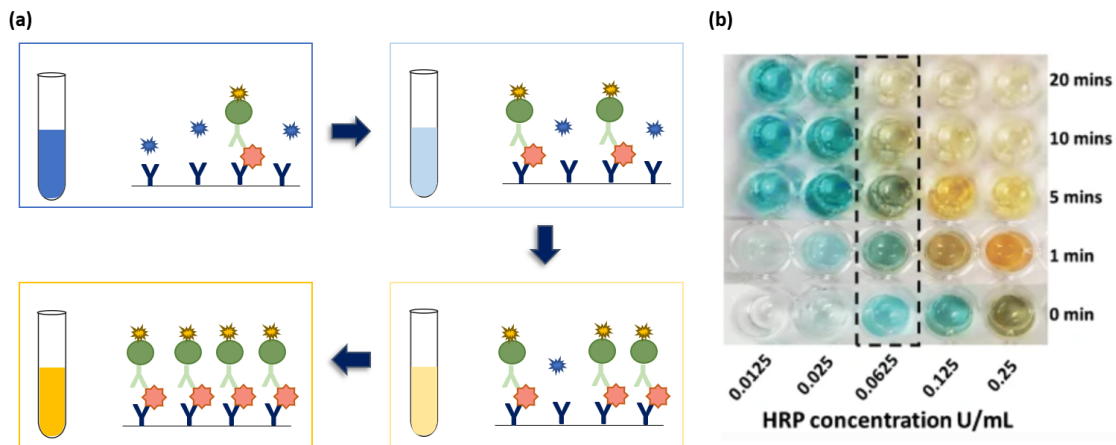 (a)
(b)
20 mins
10 mins
5 mins
1 min
0 min
0.0125
0.025
0.0625
0.125
0.25
HRP concentration U/mL